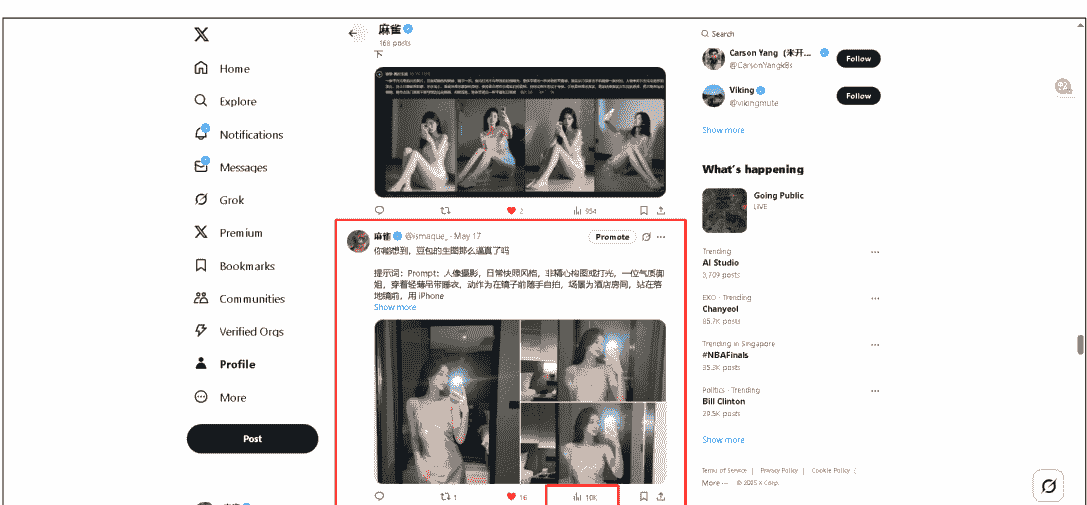 麻雀
368 posts
下
2
954
Home
Explore
Notifications
Messages
Grok
Premium
Bookmarks
Communities
Verified Orgs
Profile
More
Post
麻雀 @ismaque_ · May 17
Promote
你能想到，豆包的生图那么逼真了吗
提示词：Prompt：人像摄影，日常快照风格，非精心构图或打光，一位气质御
姐，穿着轻薄吊带睡衣，动作为在镜子前随手自拍，场景为酒店房间，站在落
地镜前，用 iPhone
Show more
1
16
10K
Search
Carson Yang
@CarsonYangk8s
Follow
Viking
@vikingmute
Follow
Show more
What's happening
Going Public
LIVE
Trending
AI Studio
3,709 posts
EXO · Trending
Chanyeol
85.7K posts
Trending in Singapore
#NBAFinals
35.3K posts
Politics · Trending
Bill Clinton
29.5K posts
Show more
Terms of Service | Privacy Policy | Cookie Policy |
More ··· © 2025 X Corp.